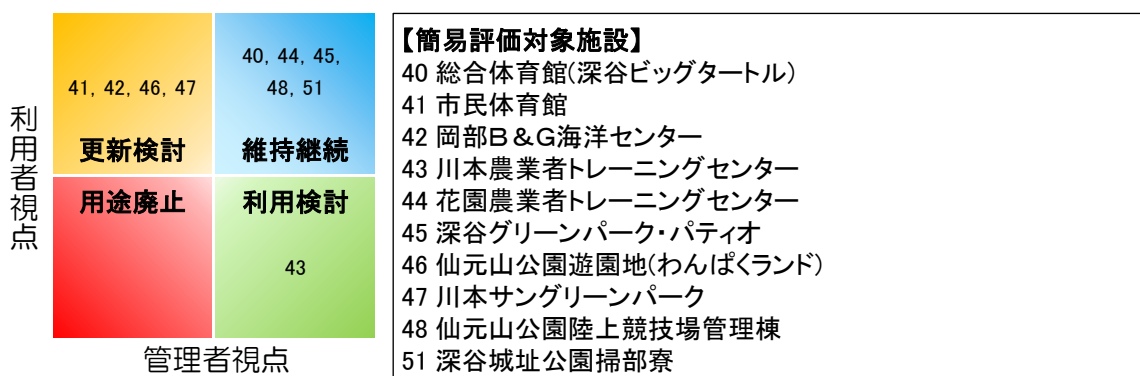 利用者視点
41, 42, 46, 47
更新検討
40, 44, 45,
48, 51
維持継続
用途廃止
利用検討
43
管理者視点
【簡易評価対象施設】
40 総合体育館(深谷ビッグタートル)
41 市民体育館
42 岡部B&G海洋センター
43 川本農業者トレーニングセンター
44 花園農業者トレーニングセンター
45 深谷グリーンパーク・パティオ
46 仙元山公園遊園地(わんぱくランド)
47 川本サングリーンパーク
48 仙元山公園陸上競技場管理棟
51 深谷城址公園掃部寮